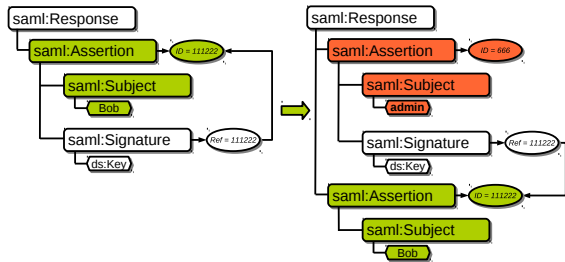 saml:Response
saml:Assertion
ID = 111222
saml:Subject
Bob
saml:Signature
Ref = 111222
ds:Key
saml:Response
saml:Assertion
ID = 666
saml:Subject
admin
saml:Signature
Ref = 111222
ds:Key
saml:Assertion
ID = 111222
saml:Subject
Bob